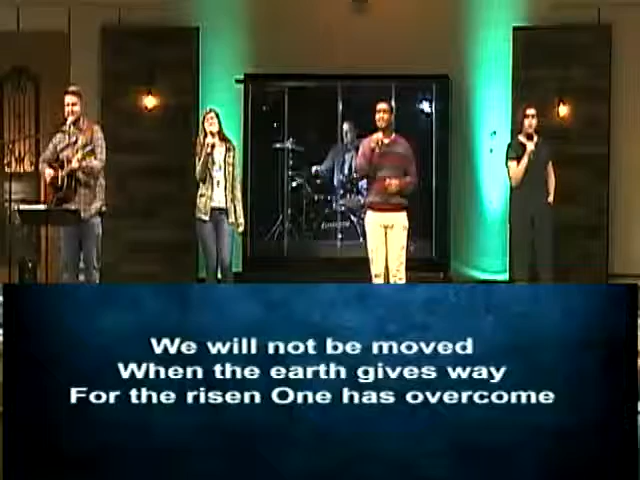 We will not be moved
When the earth gives way
For the risen One has overcome